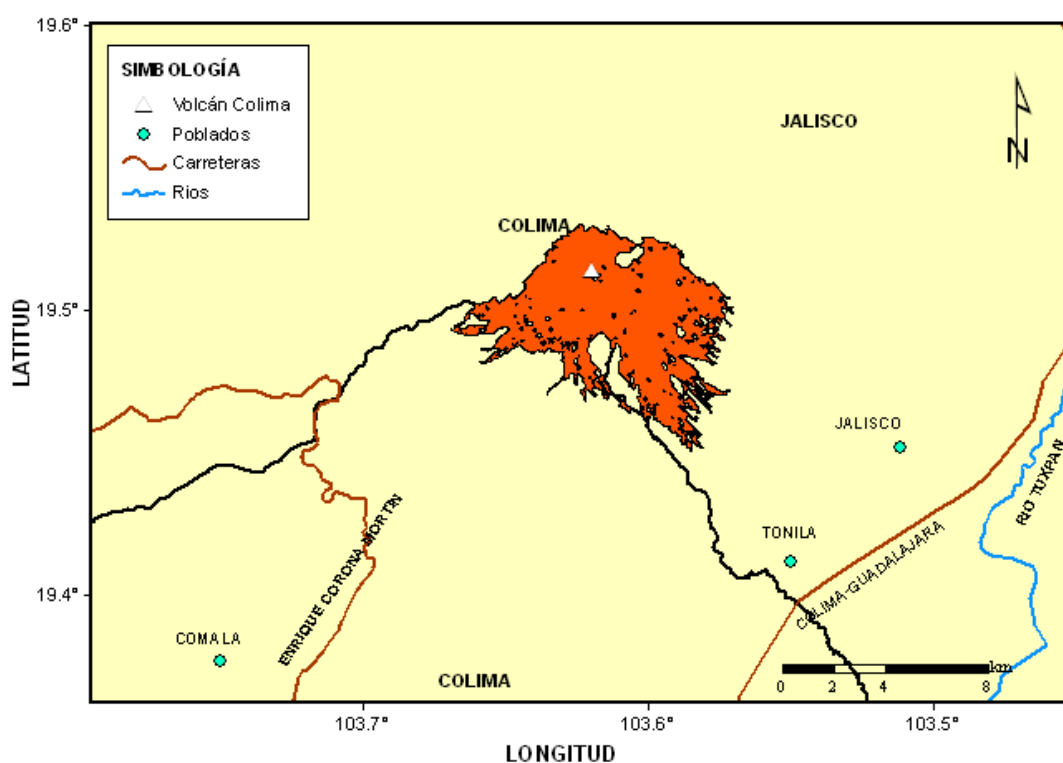 19.6°
SIMBOLOGÍA
Volcán Colima
Poblados
Carreteras
Rios
JALISCO
N
COLIMA
19.5°
LATITUD
JALISCO
RIO TUXPAN
TONILA
COLIMA-GUADALAJARA
19.4°
ENRIQUE CORONA MORTIN
COMALA
COLIMA
km
0 2 4 8
103.7° 103.6° 103.5°
LONGITUD